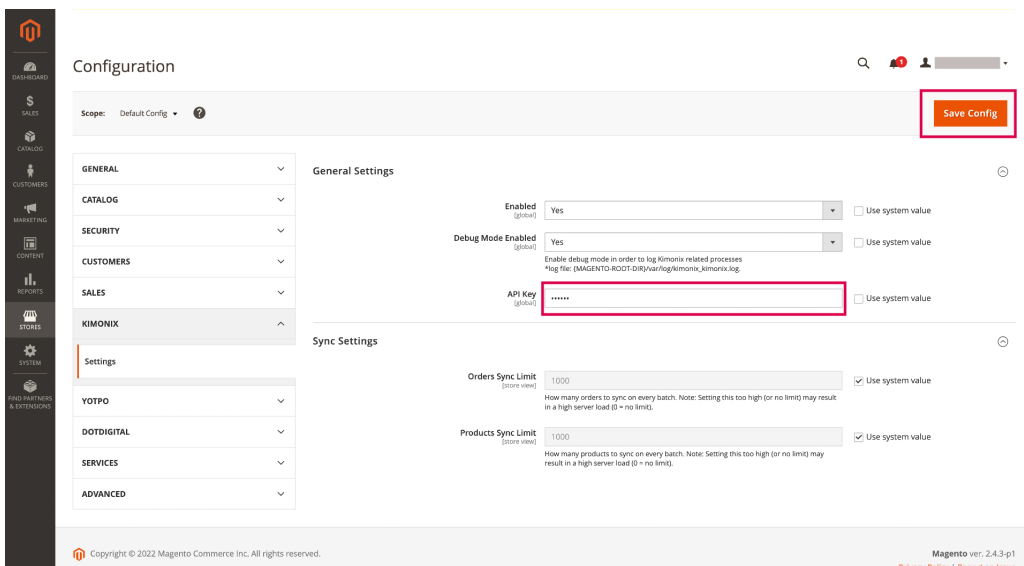 Configuration
1
DASHBOARD
SALES
CATALOG
CUSTOMERS
MARKETING
CONTENT
REPORTS
STORES
SYSTEM
FIND PARTNERS
& EXTENSIONS
Scope: Default Config ?
Save Config
GENERAL
CATALOG
SECURITY
CUSTOMERS
SALES
KIMONIX
Settings
YOTPO
DOTDIGITAL
SERVICES
ADVANCED
General Settings
Enabled
[global]
Yes
Use system value
Debug Mode Enabled
[global]
Yes
Use system value
Enable debug mode in order to log Kimonix related processes
*log file: {MAGENTO-ROOT-DIR}/var/log/kimonix_kimonix.log.
API Key
[global]
••••••
Use system value
Sync Settings
Orders Sync Limit
[store view]
1000
Use system value
How many orders to sync on every batch. Note: Setting this too high (or no limit) may result
in a high server load (0 = no limit).
Products Sync Limit
[store view]
1000
Use system value
How many products to sync on every batch. Note: Setting this too high (or no limit) may
result in a high server load (0 = no limit).
Copyright © 2022 Magento Commerce Inc. All rights reserved.
Magento ver. 2.4.3-p1